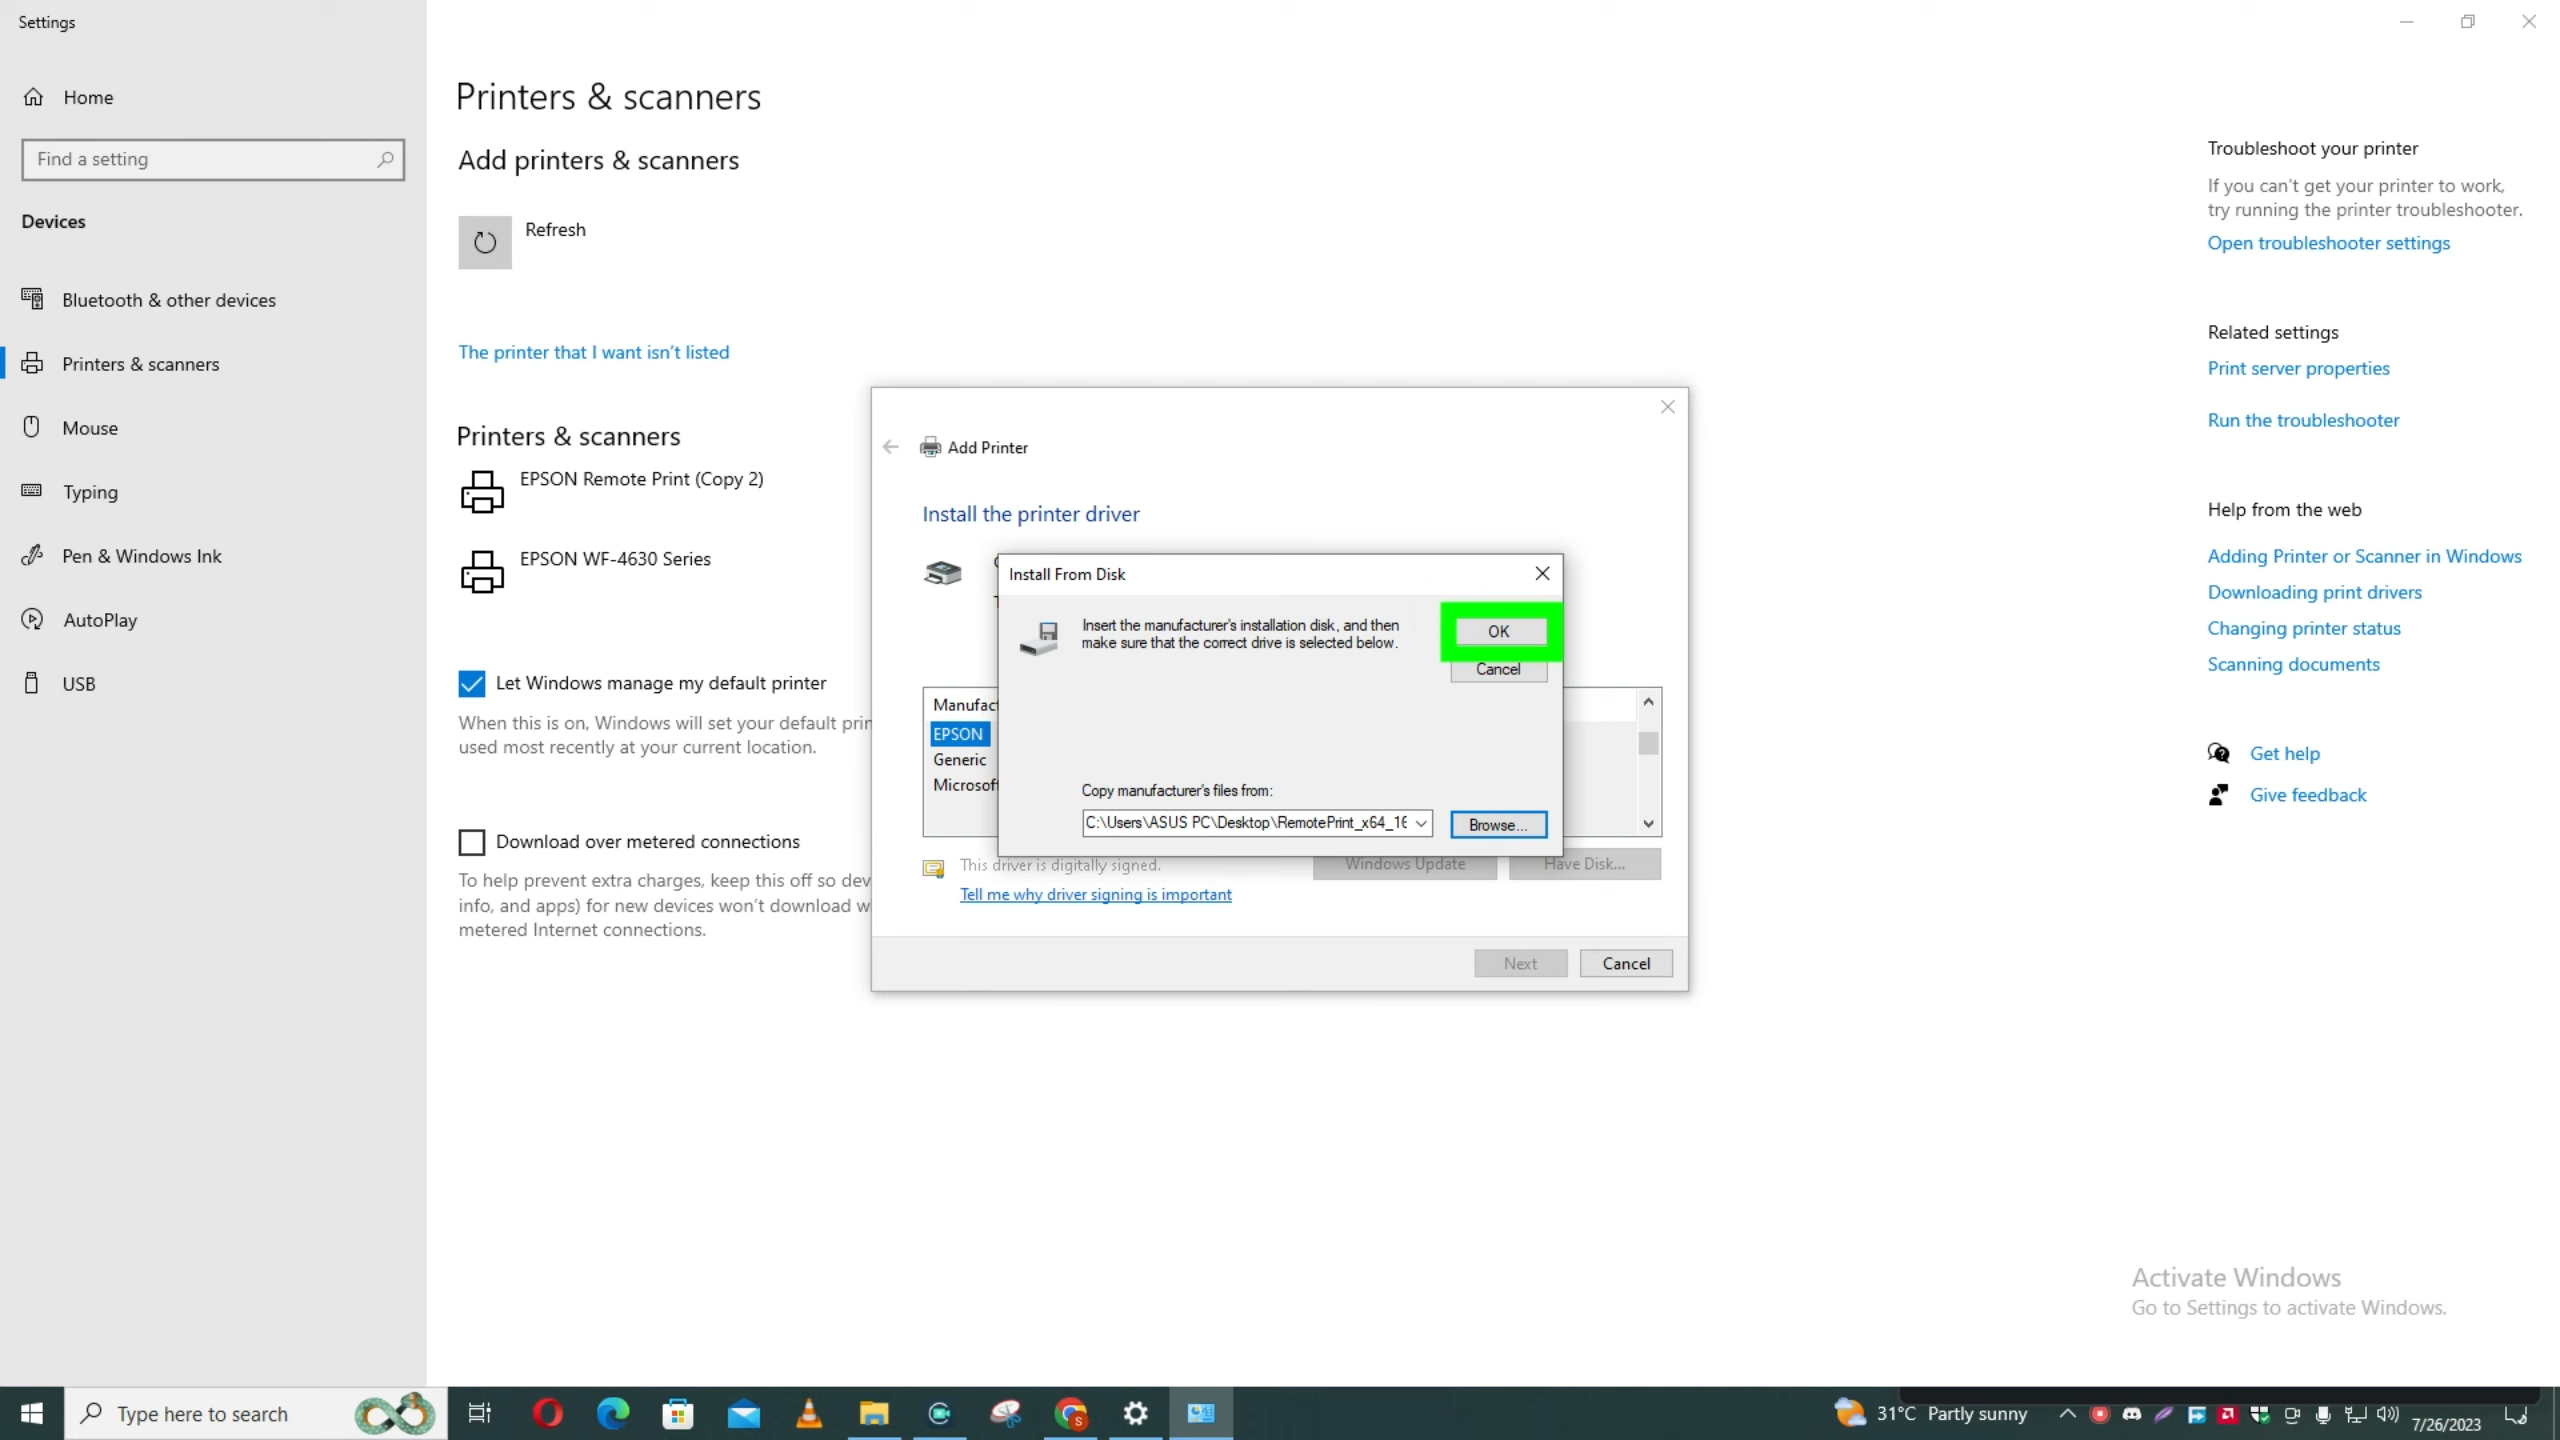 Settings
Home
Find a setting
Devices
Bluetooth & other devices
Printers & scanners
Mouse
Typing
Pen & Windows Ink
AutoPlay
USB
Printers & scanners
Add printers & scanners
Refresh
The printer that I want isn't listed
Printers & scanners
EPSON Remote Print (Copy 2)
EPSON WF-4630 Series
Let Windows manage my default printer
When this is on, Windows will set your default
used most recently at your current location.
Download over metered connections
To help prevent extra charges, keep this off so
info, and apps) for new devices won't download
metered Internet connections.
Add Printer
Install the printer driver
Install From Disk
Insert the manufacturer's installation disk, and then
make sure that the correct drive is selected below.
OK
Cancel
Copy manufacturer's files from:
C:\Users\ASUS PC\Desktop\RemotePrint_x64_16
Browse...
Manufact
EPSON
Generic
Microsoft
This driver is digitally signed.
Tell me why driver signing is important
Windows Update
Have Disk...
Next
Cancel
Troubleshoot your printer
If you can't get your printer to work,
try running the printer troubleshooter.
Open troubleshooter settings
Related settings
Print server properties
Run the troubleshooter
Help from the web
Adding Printer or Scanner in Windows
Downloading print drivers
Changing printer status
Scanning documents
Get help
Give feedback
Activate Windows
Go to Settings to activate Windows.
Type here to search
31°C Partly sunny
7/26/2023